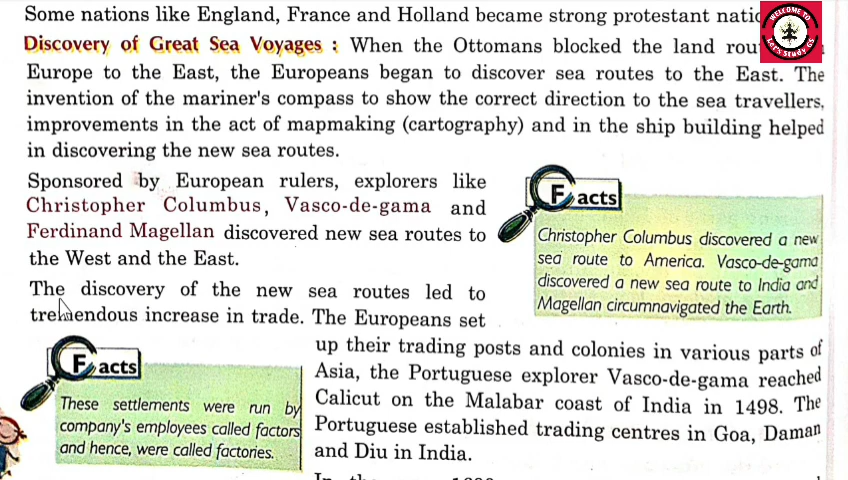 Some nations like England, France and Holland became strong protestant
WELCOME TO
Let's Study GS
Discovery of Great Sea Voyages : When the Ottomans blocked the land
Europe to the East, the Europeans began to discover sea routes to the East. The
invention of the mariner's compass to show the correct direction to the sea travellers,
improvements in the act of mapmaking (cartography) and in the ship building helped
in discovering the new sea routes.
Sponsored by European rulers, explorers like
Christopher Columbus, Vasco-de-gama and
Ferdinand Magellan discovered new sea routes to
the West and the East.
Facts
Christopher Columbus discovered a new
sea route to America. Vasco-de-gama
discovered a new sea route to India and
Magellan circumnavigated the Earth.
The discovery of the new sea routes led to
tremendous increase in trade. The Europeans set
up their trading posts and colonies in various parts of
Asia, the Portuguese explorer Vasco-de-gama reached
Calicut on the Malabar coast of India in 1498. The
Portuguese established trading centres in Goa, Daman
and Diu in India.
Facts
These settlements were run by
company's employees called factors
and hence, were called factories.